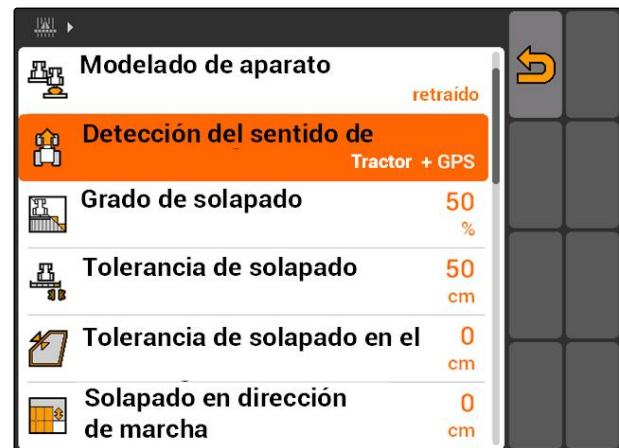 Modelado de aparato
retraído
Detección del sentido de
Tractor + GPS
Grado de solapado
50
%
Tolerancia de solapado
50
cm
Tolerancia de solapado en el
0
cm
Solapado en dirección
de marcha
0
cm